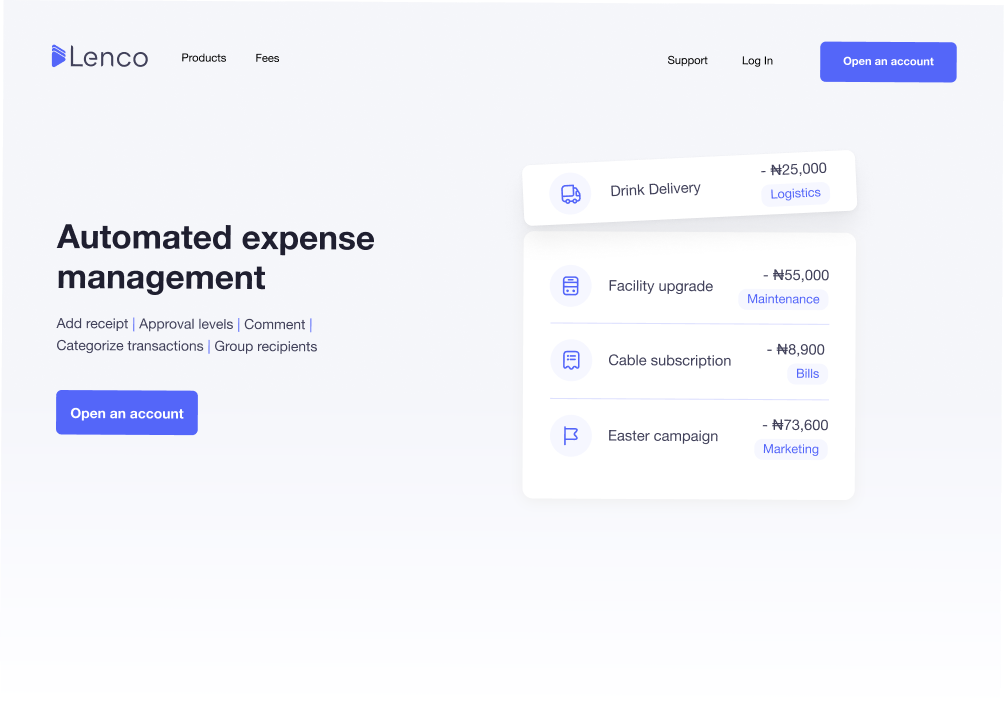 Lenco
Products
Fees
Support
Log In
Open an account
Automated expense
management
Add receipt | Approval levels | Comment |
Categorize transactions | Group recipients
Open an account
Drink Delivery
- ₦25,000
Logistics
Facility upgrade
- ₦55,000
Maintenance
Cable subscription
- ₦8,900
Bills
Easter campaign
- ₦73,600
Marketing